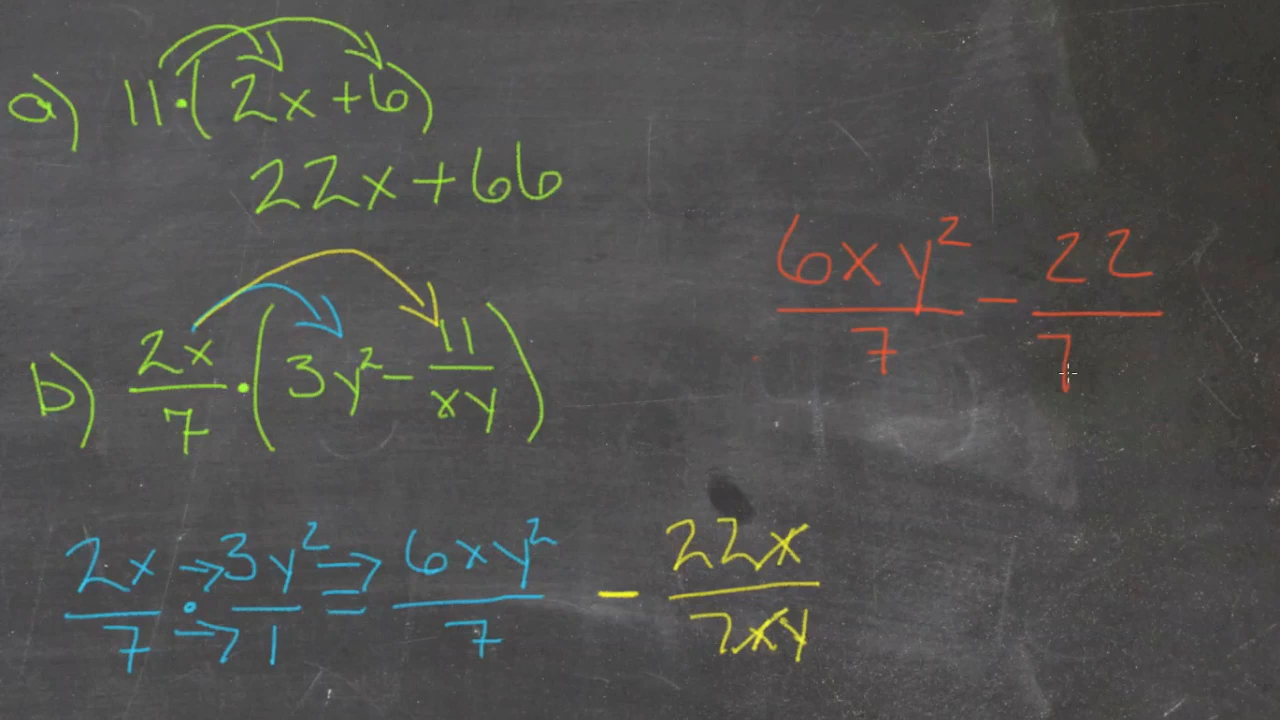 a) 11·(2x+6)
22x+66
b) 2x/7·(3y²-11/xy)
2x/7·3y²/1=6xy²/7 - 22x/7xy
6xy²/7 - 22/7